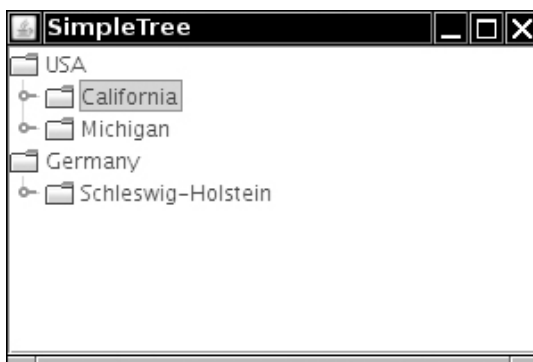 SimpleTree
USA
California
Michigan
Germany
Schleswig-Holstein